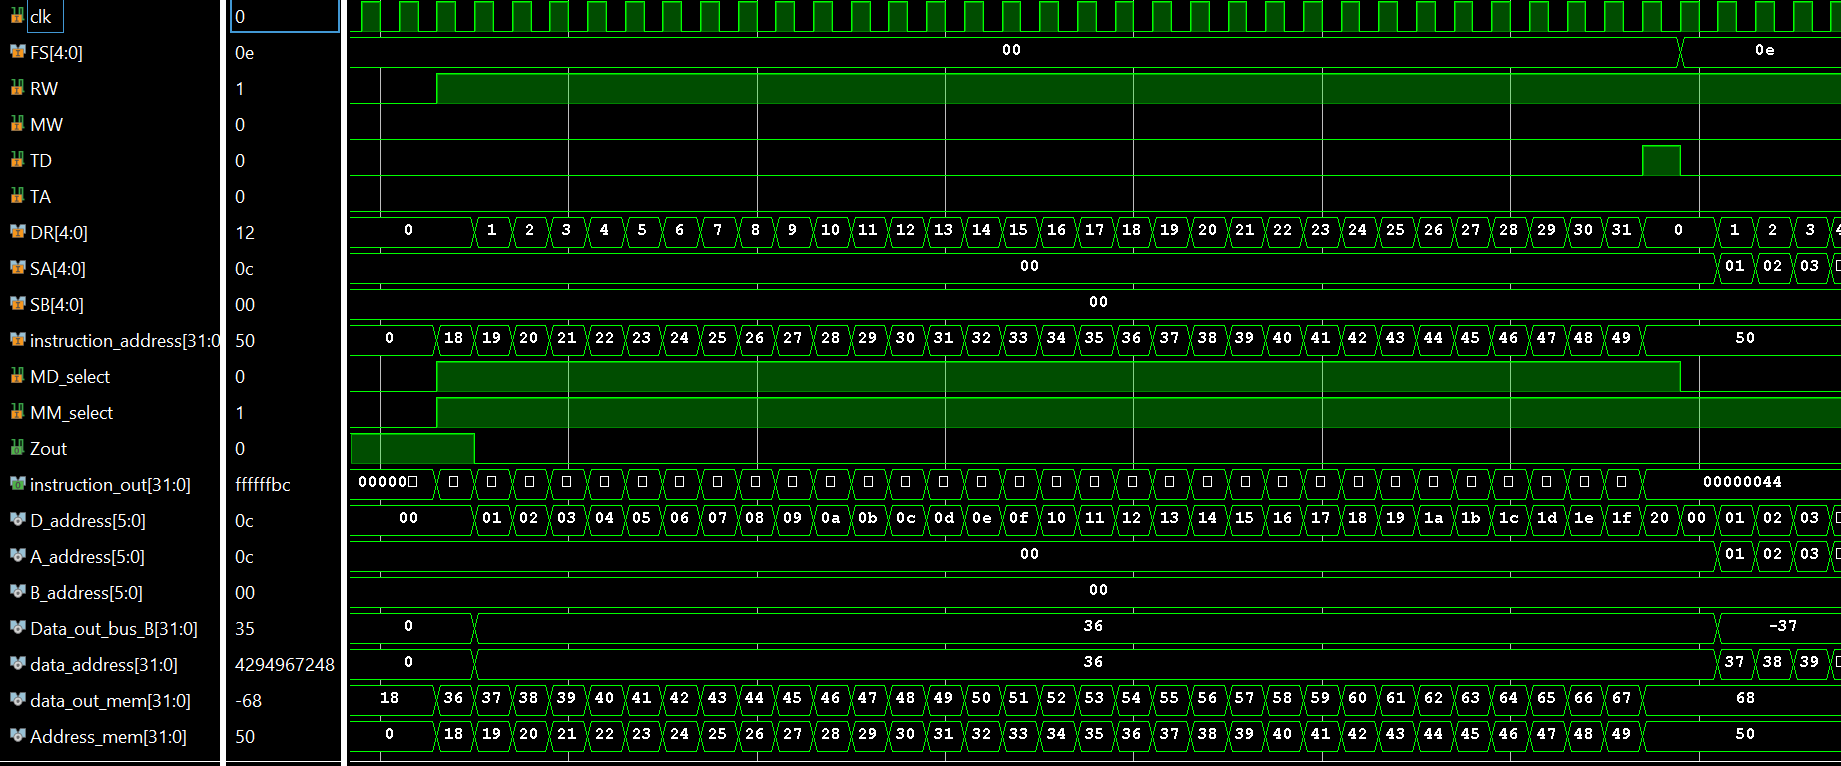 clk 0
FS[4:0] 0e 00 0e
RW 1
MW 0
TD 0
TA 0
DR[4:0] 12 0 1 2 3 4 5 6 7 8 9 10 11 12 13 14 15 16 17 18 19 20 21 22 23 24 25 26 27 28 29 30 31 0 1 2 3 4
SA[4:0] 0c 00 01 02 03
SB[4:0] 00 00
instruction_address[31:0 50 0 18 19 20 21 22 23 24 25 26 27 28 29 30 31 32 33 34 35 36 37 38 39 40 41 42 43 44 45 46 47 48 49 50
MD_select 0
MM_select 1
Zout 0
instruction_out[31:0] ffffffbc 00000□ □ □ □ □ □ □ □ □ □ □ □ □ □ □ □ □ □ □ □ □ □ □ □ □ □ □ □ □ □ □ □ □ 00000044
D_address[5:0] 0c 00 01 02 03 04 05 06 07 08 09 0a 0b 0c 0d 0e 0f 10 11 12 13 14 15 16 17 18 19 1a 1b 1c 1d 1e 1f 20 00 01 02 03
A_address[5:0] 0c 00 01 02 03
B_address[5:0] 00 00
Data_out_bus_B[31:0] 35 0 36 -37
data_address[31:0] 4294967248 0 36 37 38 39
data_out_mem[31:0] -68 18 36 37 38 39 40 41 42 43 44 45 46 47 48 49 50 51 52 53 54 55 56 57 58 59 60 61 62 63 64 65 66 67 68
Address_mem[31:0] 50 0 18 19 20 21 22 23 24 25 26 27 28 29 30 31 32 33 34 35 36 37 38 39 40 41 42 43 44 45 46 47 48 49 50